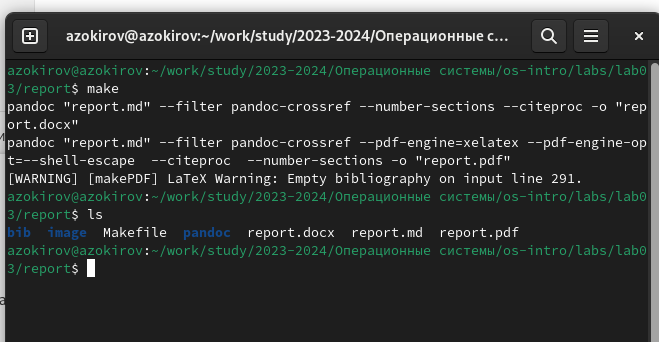 azokirov@azokirov:~/work/study/2023-2024/Операционные с…
azokirov@azokirov:~/work/study/2023-2024/Операционные системы/os-intro/labs/lab0
3/report$ make
pandoc "report.md" --filter pandoc-crossref --number-sections --citeproc -o "rep
ort.docx"
pandoc "report.md" --filter pandoc-crossref --pdf-engine=xelatex --pdf-engine-op
t=--shell-escape  --citeproc  --number-sections -o "report.pdf"
[WARNING] [makePDF] LaTeX Warning: Empty bibliography on input line 291.
azokirov@azokirov:~/work/study/2023-2024/Операционные системы/os-intro/labs/lab0
3/report$ ls
bib  image  Makefile  pandoc  report.docx  report.md  report.pdf
azokirov@azokirov:~/work/study/2023-2024/Операционные системы/os-intro/labs/lab0
3/report$